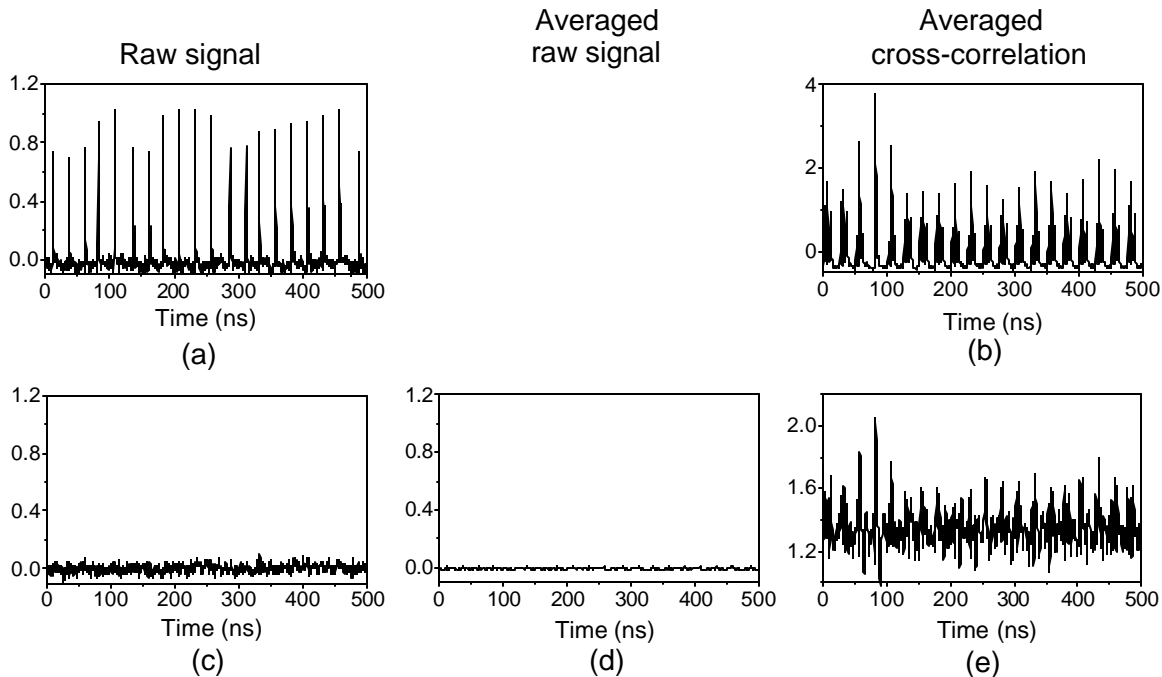 Raw signal
Averaged
raw signal
Averaged
cross-correlation
1.2
0.8
0.4
0.0
0 100 200 300 400 500
Time (ns)
(a)
4
2
0
0 100 200 300 400 500
Time (ns)
(b)
1.2
0.8
0.4
0.0
0 100 200 300 400 500
Time (ns)
(c)
1.2
0.8
0.4
0.0
0 100 200 300 400 500
Time (ns)
(d)
2.0
1.6
1.2
0 100 200 300 400 500
Time (ns)
(e)